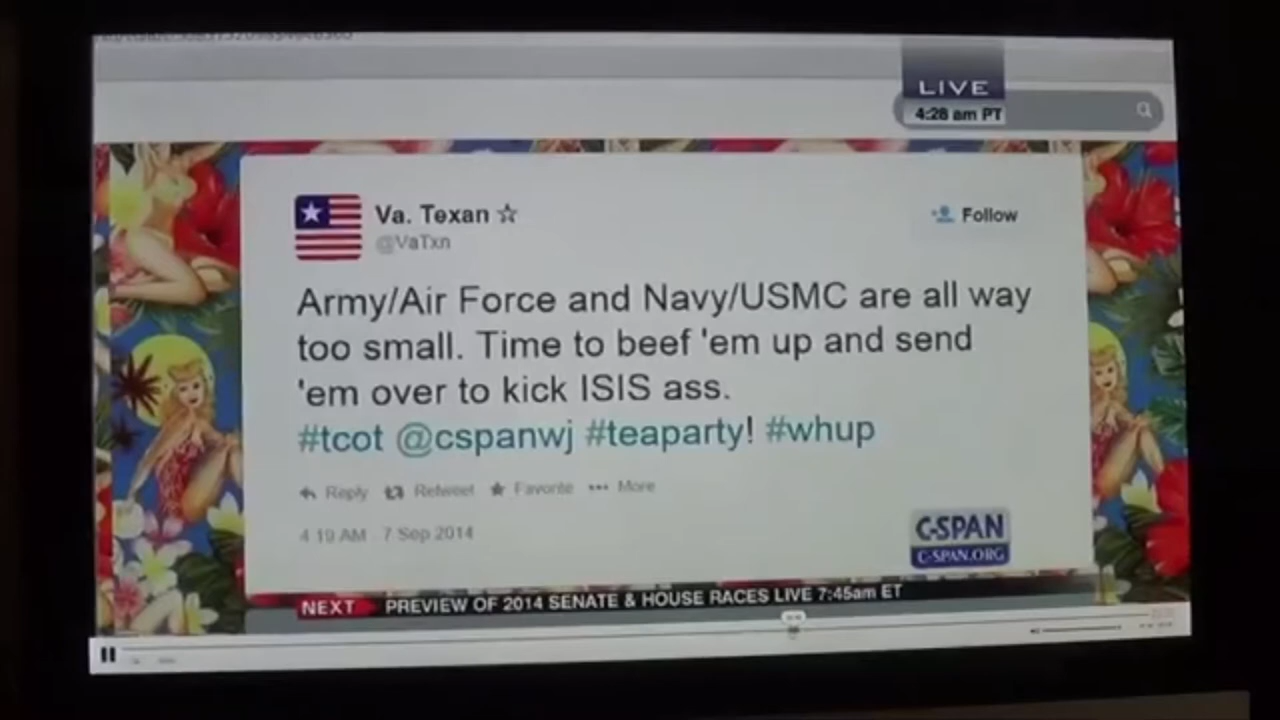 LIVE
4:28 am PT
Va. Texan ☆
@VaTxn
Follow
Army/Air Force and Navy/USMC are all way
too small. Time to beef 'em up and send
'em over to kick ISIS ass.
#tcot @cspanwj #teaparty! #whup
Reply Retweet Favorite ••• More
4:19 AM 7 Sep 2014
C-SPAN
C-SPAN.ORG
NEXT PREVIEW OF 2014 SENATE & HOUSE RACES LIVE 7:45am ET